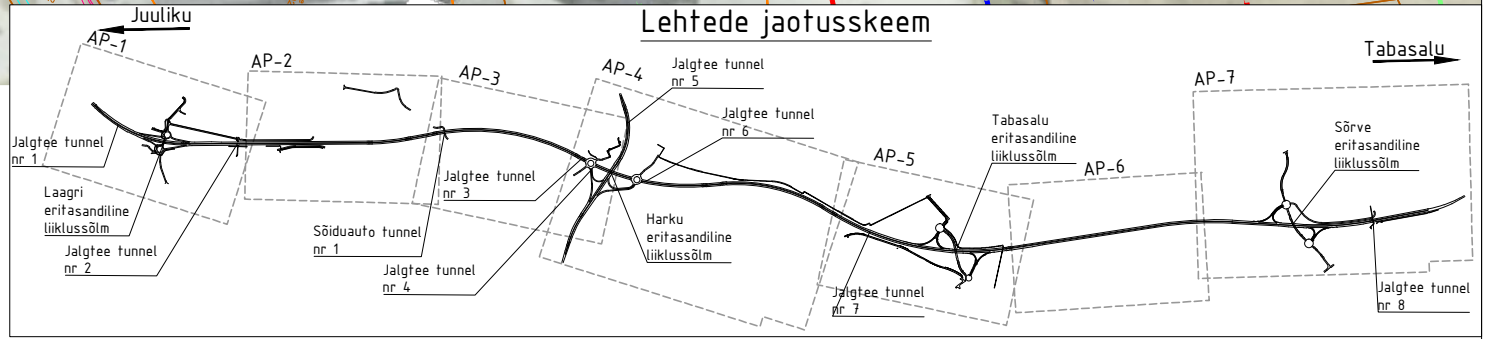 Lehtede jaotusskeem
Juuliku
Tabasalu
AP-1
AP-2
AP-3
AP-4
AP-5
AP-6
AP-7
Jalgtee tunnel
nr 1
Laagri
eritasandiline
liiklussõlm
Jalgtee tunnel
nr 2
Sõiduauto tunnel
nr 1
Jalgtee tunnel
nr 3
Jalgtee tunnel
nr 4
Jalgtee tunnel
nr 5
Jalgtee tunnel
nr 6
Harku
eritasandiline
liiklussõlm
Jalgtee tunnel
nr 7
Tabasalu
eritasandiline
liiklussõlm
Sõrve
eritasandiline
liiklussõlm
Jalgtee tunnel
nr 8